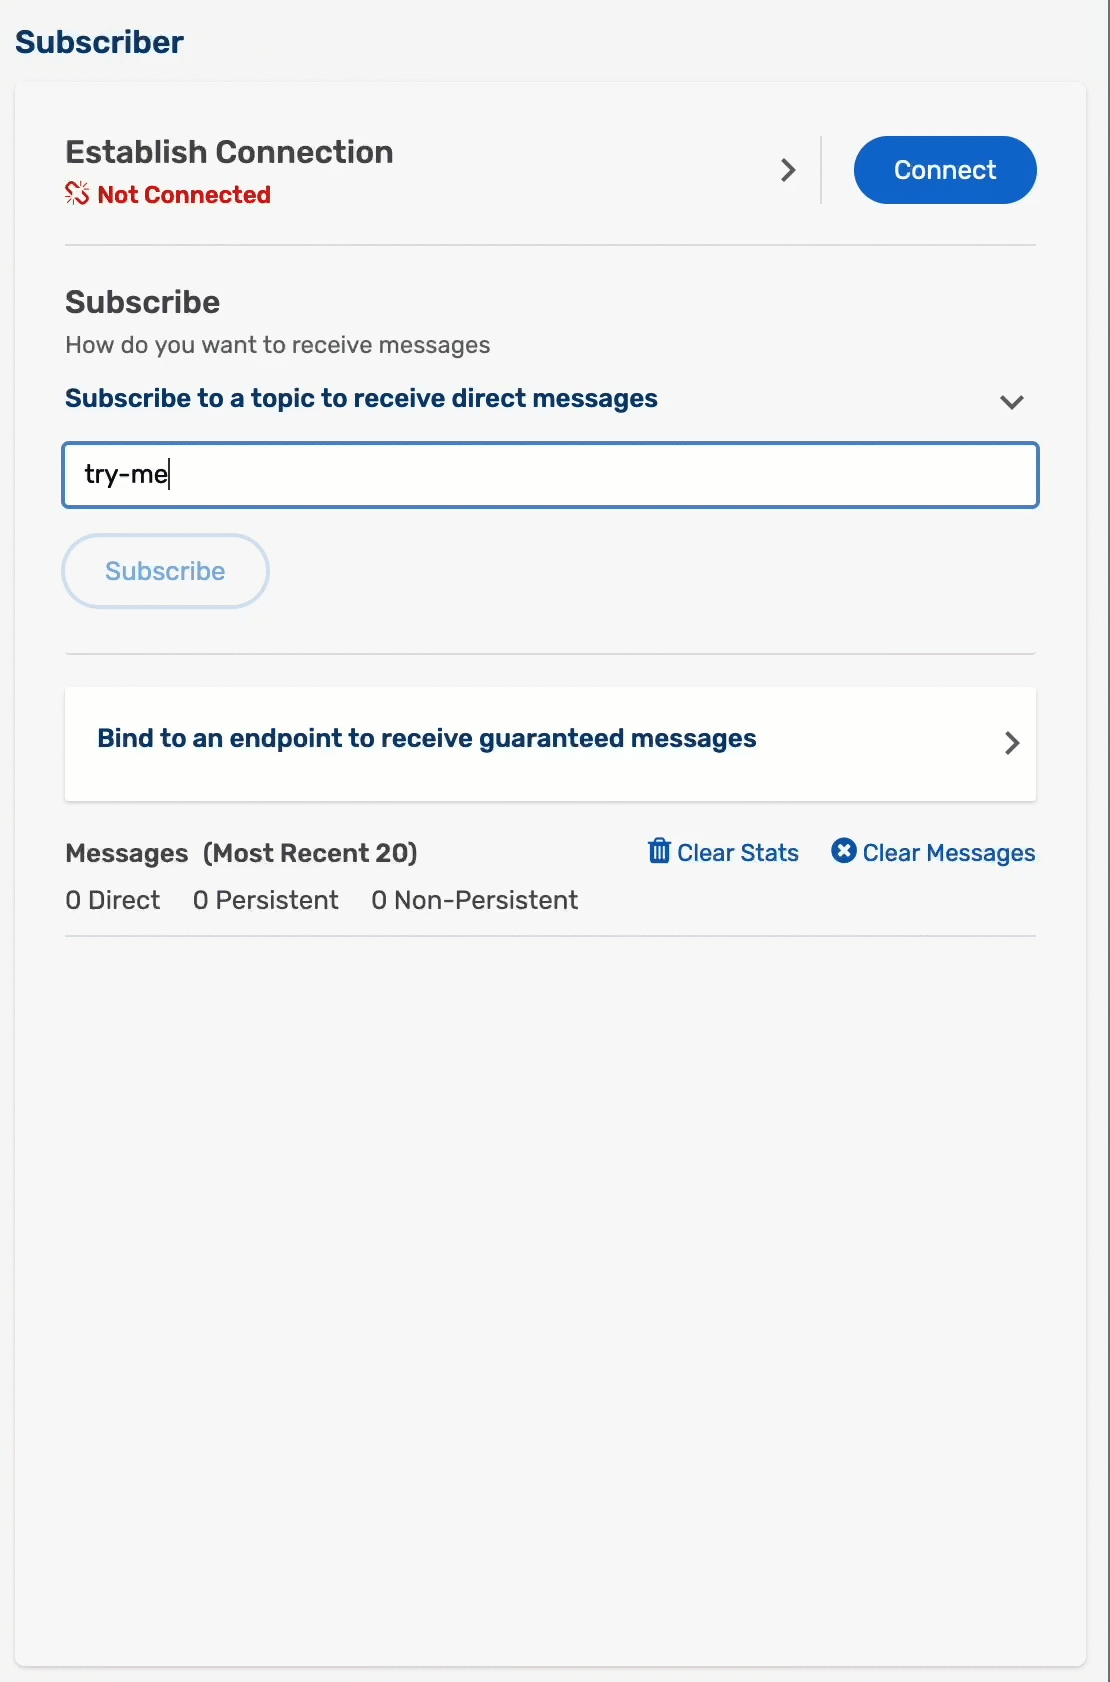 Subscriber
Establish Connection
Not Connected
Connect
Subscribe
How do you want to receive messages
Subscribe to a topic to receive direct messages
try-me
Subscribe
Bind to an endpoint to receive guaranteed messages
Messages (Most Recent 20)
Clear Stats
Clear Messages
0 Direct 0 Persistent 0 Non-Persistent